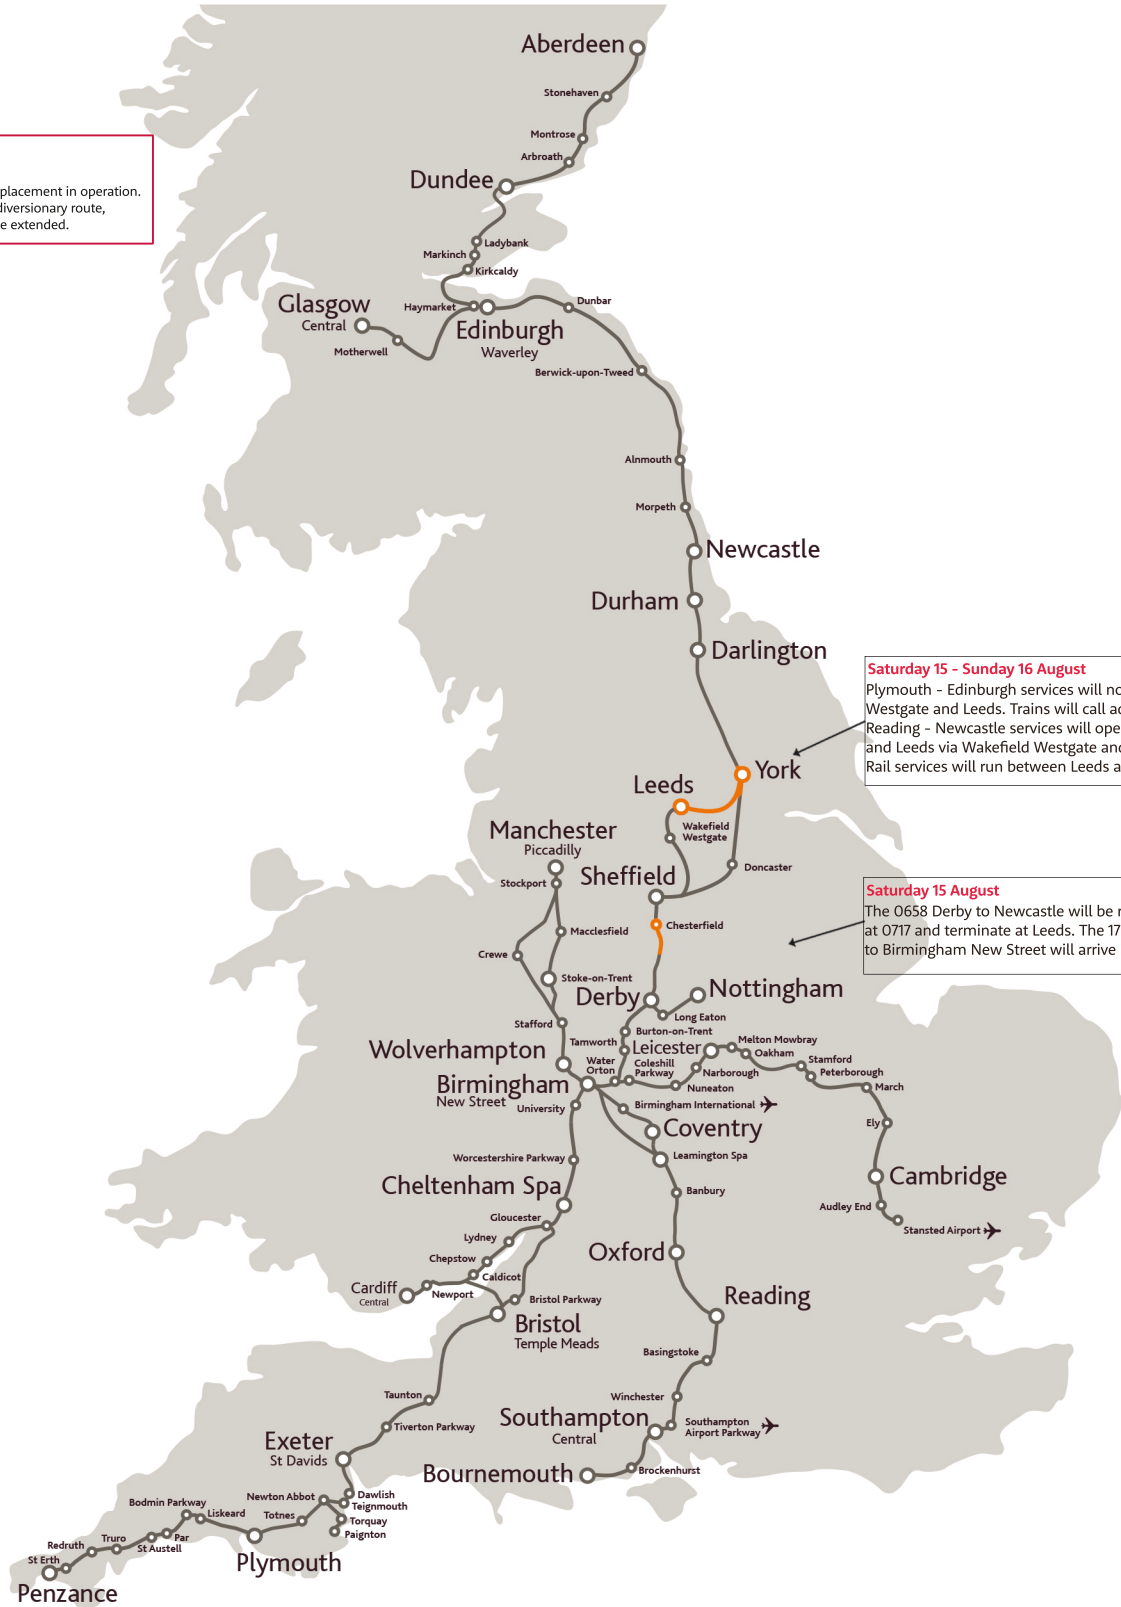 Aberdeen
Stonehaven
Montrose
Arbroath
placement in operation.
diversionary route,
e extended.
Dundee
Ladybank
Markinch
Kirkcaldy
Glasgow
Central
Haymarket
Dunbar
Edinburgh
Waverley
Motherwell
Berwick-upon-Tweed
Alnmouth
Morpeth
Newcastle
Durham
Darlington
Saturday 15 - Sunday 16 August
Plymouth - Edinburgh services will no
Westgate and Leeds. Trains will call a
Reading - Newcastle services will ope
and Leeds via Wakefield Westgate an
Rail services will run between Leeds a
York
Leeds
Wakefield
Westgate
Manchester
Piccadilly
Doncaster
Sheffield
Stockport
Saturday 15 August
The 0658 Derby to Newcastle will be r
at 0717 and terminate at Leeds. The 17
to Birmingham New Street will arrive
Chesterfield
Macclesfield
Crewe
Stoke-on-Trent
Derby
Nottingham
Long Eaton
Stafford
Burton-on-Trent
Tamworth
Leicester
Melton Mowbray
Oakham
Stamford
Peterborough
March
Wolverhampton
Water
Orton
Coleshill
Parkway
Narborough
Nuneaton
Birmingham
New Street
University
Birmingham International
Coventry
Ely
Leamington Spa
Worcestershire Parkway
Cheltenham Spa
Banbury
Cambridge
Audley End
Stansted Airport
Gloucester
Lydney
Chepstow
Caldicot
Oxford
Cardiff
Central
Newport
Bristol Parkway
Reading
Bristol
Temple Meads
Basingstoke
Taunton
Winchester
Tiverton Parkway
Southampton
Central
Southampton
Airport Parkway
Exeter
St Davids
Bournemouth
Brockenhurst
Newton Abbot
Dawlish
Teignmouth
Bodmin Parkway
Liskeard
Totnes
Torquay
Paignton
Redruth
Truro
Par
St Austell
St Erth
Plymouth
Penzance